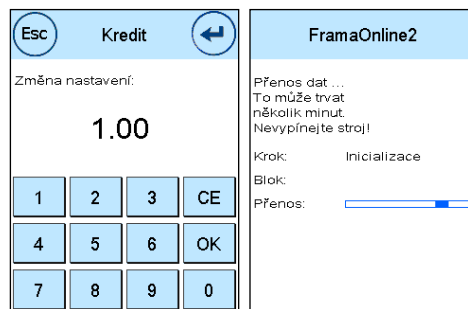 Esc Kredit
Změna nastavení:
1.00
1 2 3 CE
4 5 6 OK
7 8 9 0
FramaOnline2
Přenos dat ...
To může trvat
několik minut.
Nevypínejte stroj!
Krok: Inicializace
Blok:
Přenos: